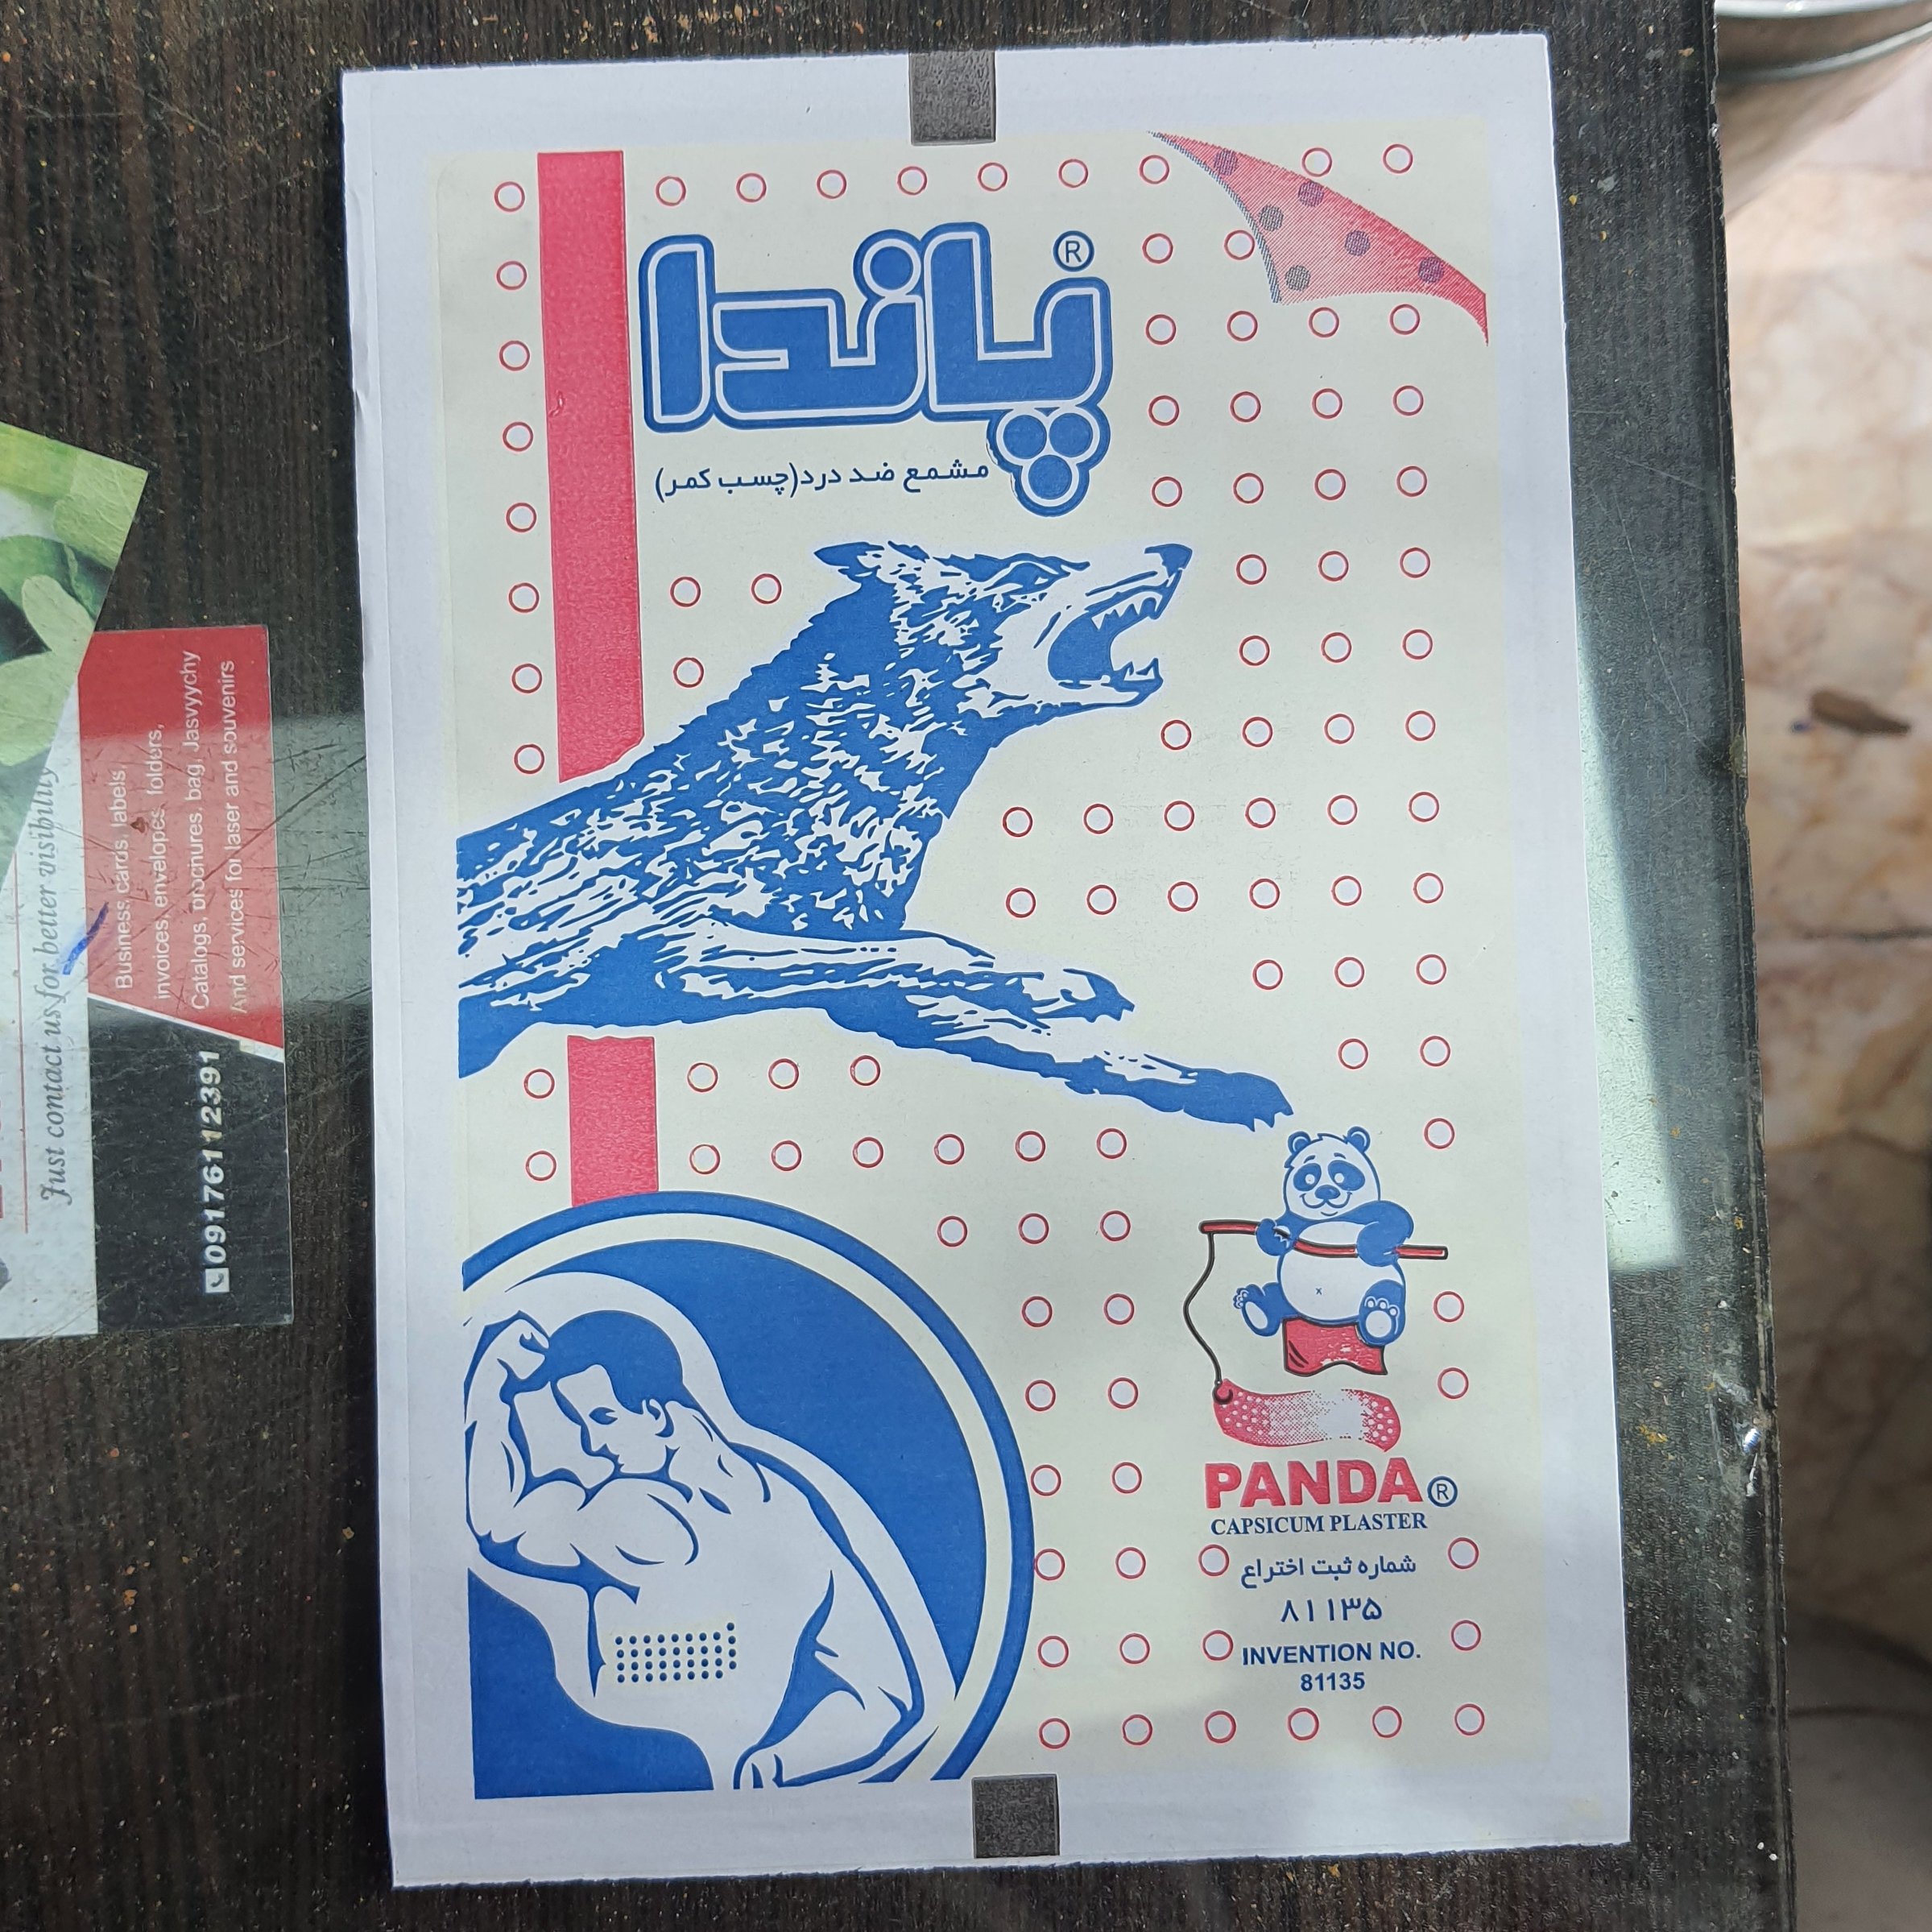 پاندا ®
مشمع ضد درد(چسب کمر)
PANDA ®
CAPSICUM PLASTER
شماره ثبت اختراع
۸۱۱۳۵
INVENTION NO.
81135
Just contact us for better visibility
Business cards, labels,
invoices, envelopes, folders,
Catalogs, brochures, bag, Jasvyychy
And services for laser and souvenirs
09176112391